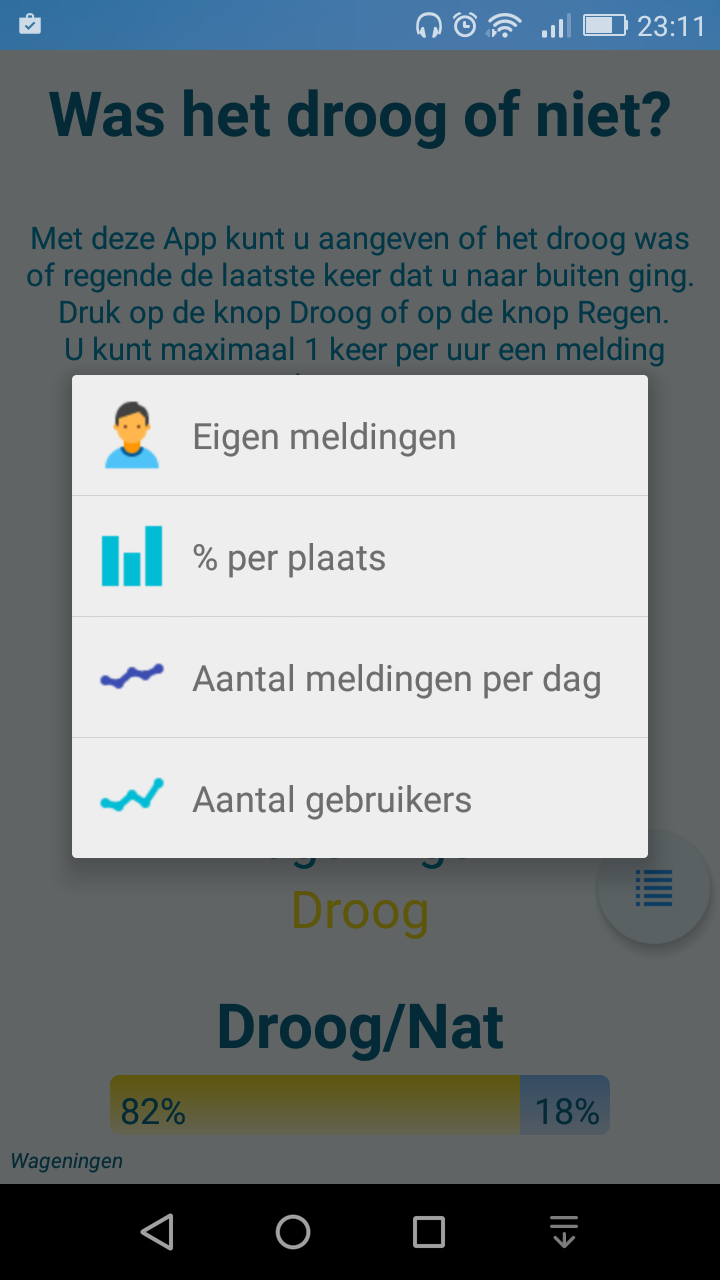 23:11
Was het droog of niet?
Met deze App kunt u aangeven of het droog was
of regende de laatste keer dat u naar buiten ging.
Druk op de knop Droog of op de knop Regen.
U kunt maximaal 1 keer per uur een melding
Eigen meldingen
% per plaats
Aantal meldingen per dag
Aantal gebruikers
Droog
Droog/Nat
82% 18%
Wageningen